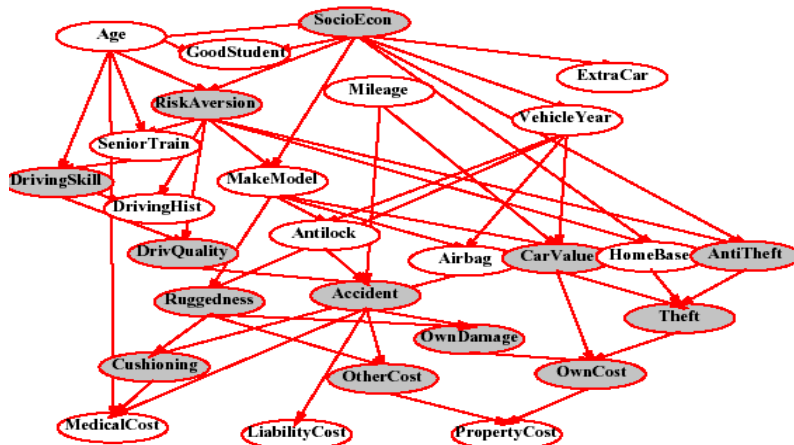 SocioEcon
Age
GoodStudent
ExtraCar
Mileage
RiskAversion
VehicleYear
SeniorTrain
DrivingSkill
MakeModel
DrivingHist
Antilock
DrivQuality
Airbag
CarValue
HomeBase
AntiTheft
Ruggedness
Accident
Theft
OwnDamage
Cushioning
OtherCost
OwnCost
MedicalCost
LiabilityCost
PropertyCost